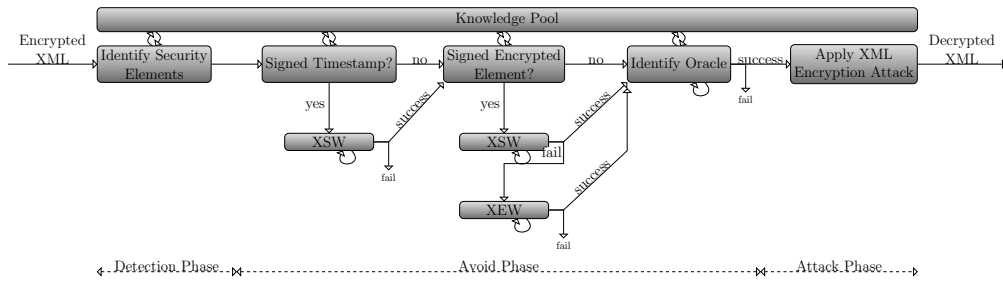 Knowledge Pool
Encrypted
XML
Identify Security
Elements
Signed Timestamp?
no
Signed Encrypted
Element?
no
Identify Oracle
success
Apply XML
Encryption Attack
Decrypted
XML
fail
yes
success
yes
success
XSW
fail
XSW
fail
success
XEW
fail
Detection Phase
Avoid Phase
Attack Phase